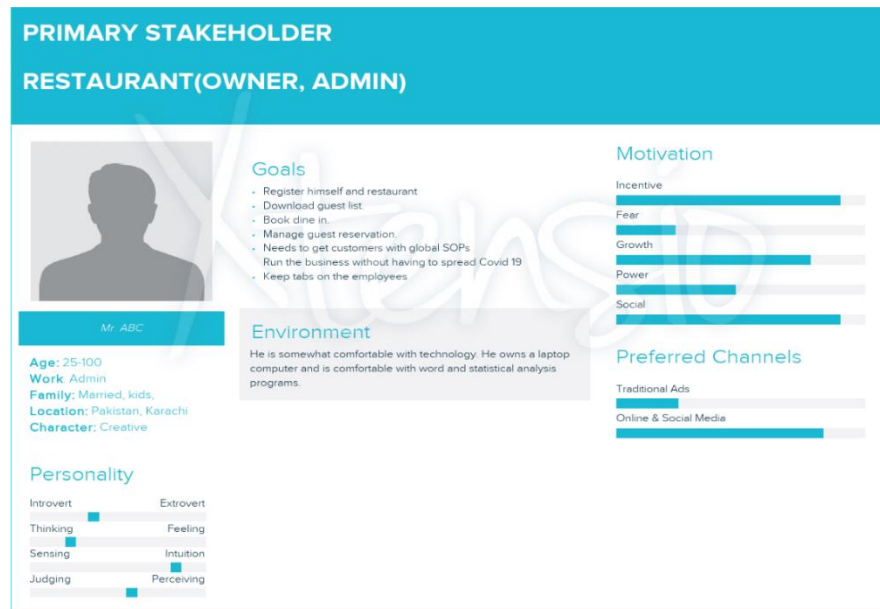 PRIMARY STAKEHOLDER
RESTAURANT(OWNER, ADMIN)
Xtensio
Mr. ABC
Age: 25-100
Work: Admin
Family: Married, kids,
Location: Pakistan, Karachi
Character: Creative
Personality
Introvert Extrovert
Thinking Feeling
Sensing Intuition
Judging Perceiving
Goals
- Register himself and restaurant
- Download guest list
- Book dine in.
- Manage guest reservation.
- Needs to get customers with global SOPs
Run the business without having to spread Covid 19
- Keep tabs on the employees
Environment
He is somewhat comfortable with technology. He owns a laptop
computer and is comfortable with word and statistical analysis
programs.
Motivation
Incentive
Fear
Growth
Power
Social
Preferred Channels
Traditional Ads
Online & Social Media